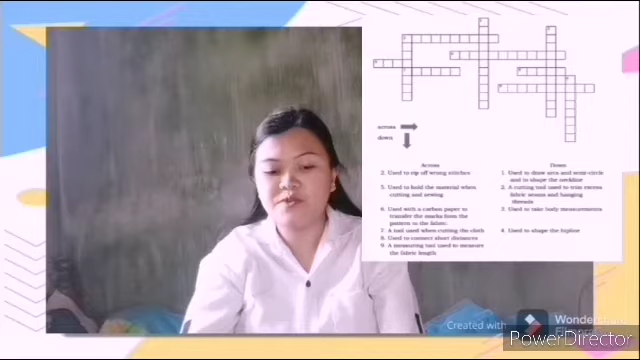 across
down
Across
2. Used to rip off wrong stitches
5. Used to hold the material when
cutting and sewing
6. Used with a carbon paper to
transfer the marks from the
pattern to the fabric.
7. A tool used when cutting the cloth
8. Used to connect short distances
9. A measuring tool used to measure
the fabric length.
Down
1. Used to draw arcs and semi-circle
and to shape the neckline
2. A cutting tool used to trim excess
fabric seams and hanging
threads
3. Used to take body measurements
4. Used to shape the hipline
Created with
PowerDirector